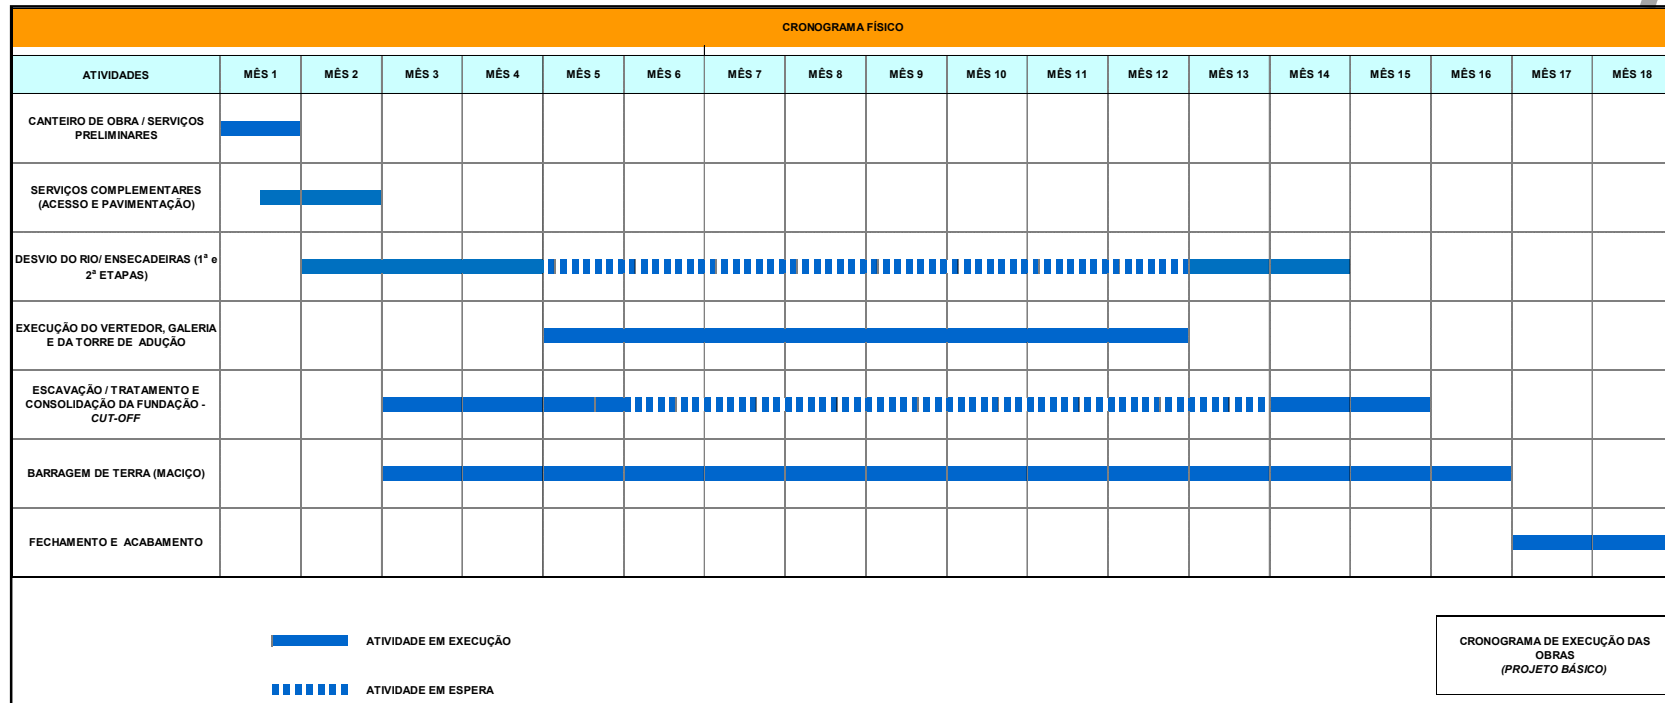 CRONOGRAMA FÍSICO
ATIVIDADES MÊS 1 MÊS 2 MÊS 3 MÊS 4 MÊS 5 MÊS 6 MÊS 7 MÊS 8 MÊS 9 MÊS 10 MÊS 11 MÊS 12 MÊS 13 MÊS 14 MÊS 15 MÊS 16 MÊS 17 MÊS 18
CANTEIRO DE OBRA / SERVIÇOS
PRELIMINARES
SERVIÇOS COMPLEMENTARES
(ACESSO E PAVIMENTAÇÃO)
DESVIO DO RIO/ ENSECADEIRAS (1ª e
2ª ETAPAS)
EXECUÇÃO DO VERTEDOR, GALERIA
E DA TORRE DE ADUÇÃO
ESCAVAÇÃO / TRATAMENTO E
CONSOLIDAÇÃO DA FUNDAÇÃO -
CUT-OFF
BARRAGEM DE TERRA (MACIÇO)
FECHAMENTO E ACABAMENTO
ATIVIDADE EM EXECUÇÃO
ATIVIDADE EM ESPERA
CRONOGRAMA DE EXECUÇÃO DAS
OBRAS
(PROJETO BÁSICO)